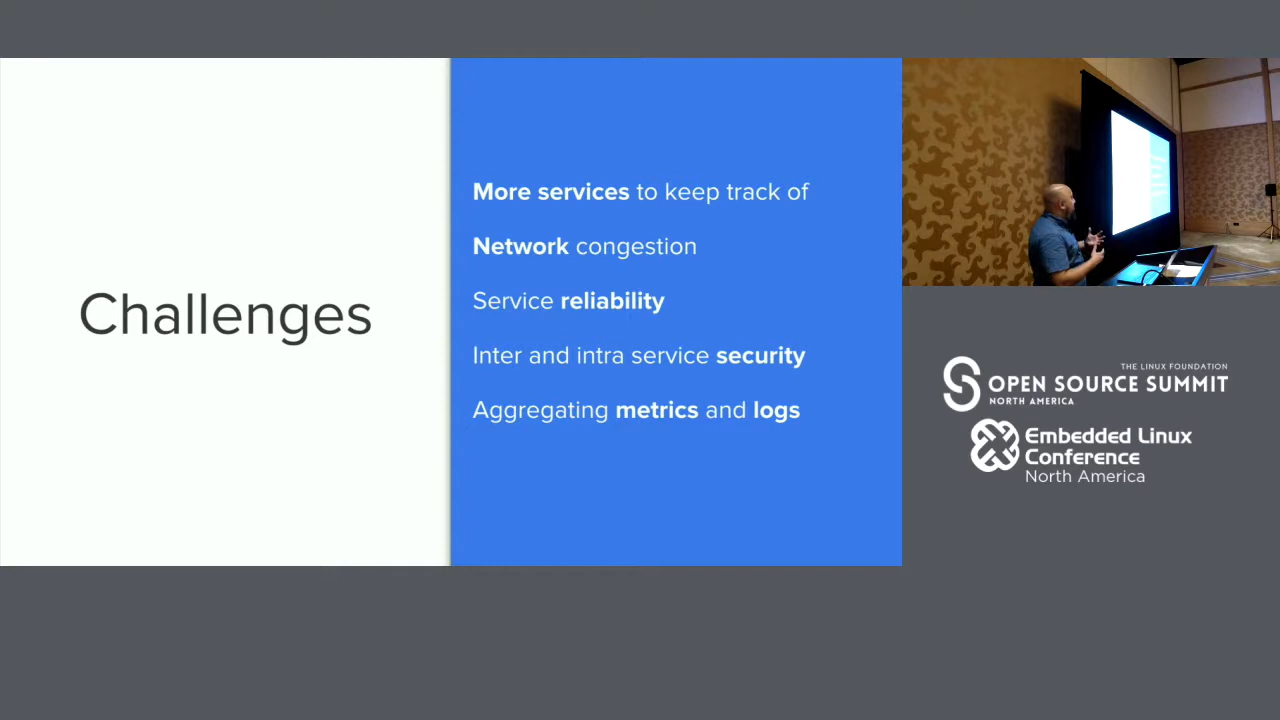 Challenges
More services to keep track of
Network congestion
Service reliability
Inter and intra service security
Aggregating metrics and logs
THE LINUX FOUNDATION
OPEN SOURCE SUMMIT
NORTH AMERICA
Embedded Linux
Conference
North America